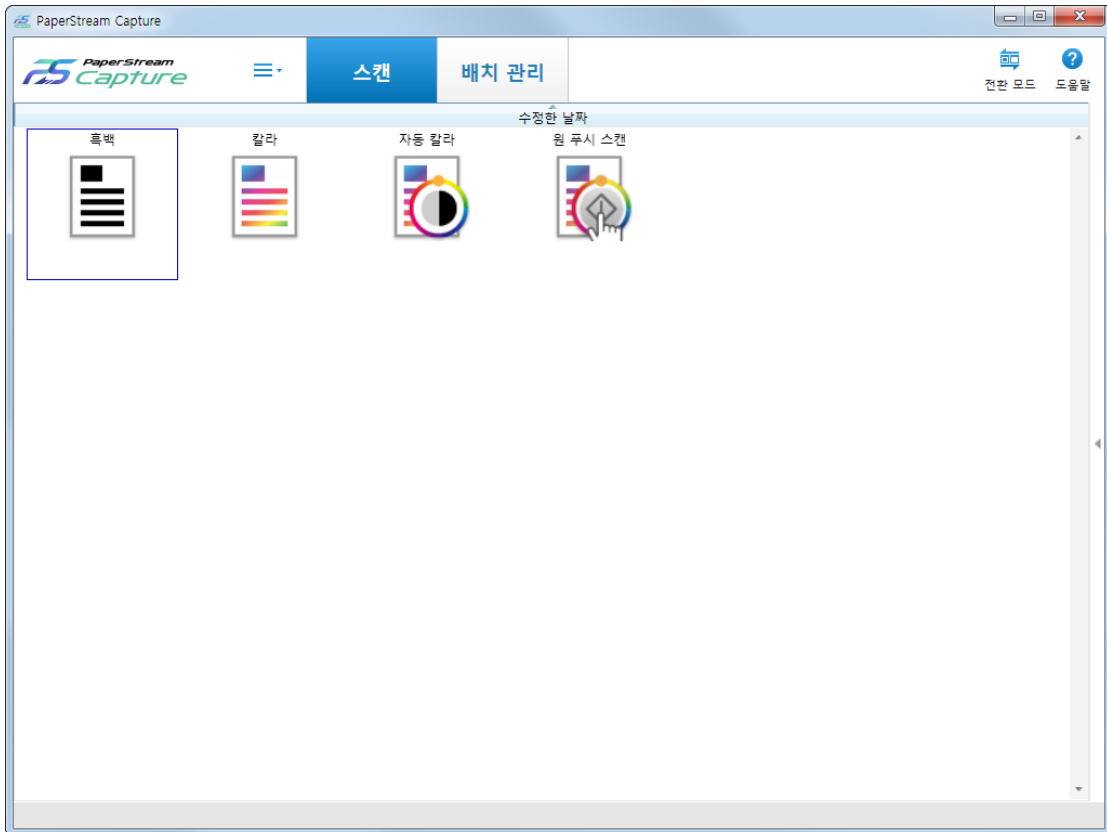 PaperStream Capture
PaperStream
Capture
스캔
배치 관리
전환 모드
도움말
수정한 날짜
흑백
칼라
자동 칼라
원 푸시 스캔